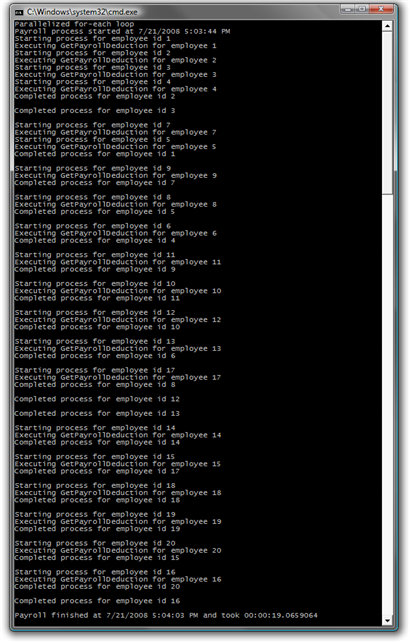 C:\Windows\system32\cmd.exe
Parallelized for-each loop
Payroll process started at 7/21/2008 5:03:44 PM
Starting process for employee id 1
Executing GetPayrollDeduction for employee 1
Starting process for employee id 2
Executing GetPayrollDeduction for employee 2
Starting process for employee id 3
Executing GetPayrollDeduction for employee 3
Starting process for employee id 4
Executing GetPayrollDeduction for employee 4
Completed process for employee id 2
Completed process for employee id 3
Starting process for employee id 7
Executing GetPayrollDeduction for employee 7
Starting process for employee id 5
Executing GetPayrollDeduction for employee 5
Completed process for employee id 1
Starting process for employee id 9
Executing GetPayrollDeduction for employee 9
Completed process for employee id 7
Starting process for employee id 8
Executing GetPayrollDeduction for employee 8
Completed process for employee id 5
Starting process for employee id 6
Executing GetPayrollDeduction for employee 6
Completed process for employee id 4
Starting process for employee id 11
Executing GetPayrollDeduction for employee 11
Completed process for employee id 9
Starting process for employee id 10
Executing GetPayrollDeduction for employee 10
Completed process for employee id 11
Starting process for employee id 12
Executing GetPayrollDeduction for employee 12
Completed process for employee id 10
Starting process for employee id 13
Executing GetPayrollDeduction for employee 13
Completed process for employee id 6
Starting process for employee id 17
Executing GetPayrollDeduction for employee 17
Completed process for employee id 8
Completed process for employee id 12
Completed process for employee id 13
Starting process for employee id 14
Executing GetPayrollDeduction for employee 14
Completed process for employee id 14
Starting process for employee id 15
Executing GetPayrollDeduction for employee 15
Completed process for employee id 17
Starting process for employee id 18
Executing GetPayrollDeduction for employee 18
Completed process for employee id 18
Starting process for employee id 19
Executing GetPayrollDeduction for employee 19
Completed process for employee id 19
Starting process for employee id 20
Executing GetPayrollDeduction for employee 20
Completed process for employee id 15
Starting process for employee id 16
Executing GetPayrollDeduction for employee 16
Completed process for employee id 20
Completed process for employee id 16
Payroll finished at 7/21/2008 5:04:03 PM and took 00:00:19.0659064